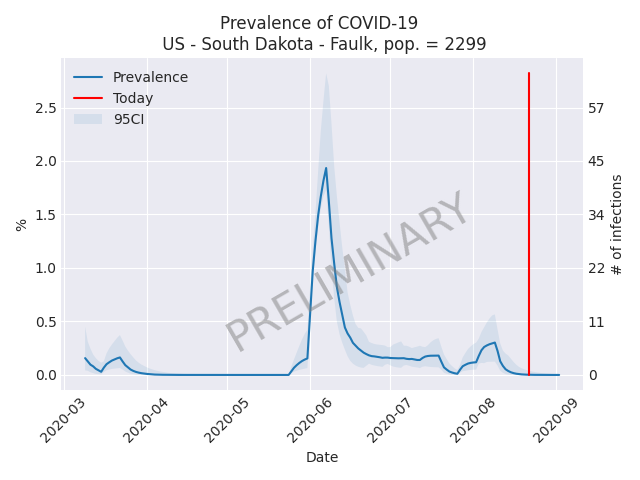 Prevalence of COVID-19
US - South Dakota - Faulk, pop. = 2299
Prevalence
Today
95CI
2.5
2.0
1.5
1.0
0.5
0.0
%
57
45
34
22
11
0
# of infections
PRELIMINARY
2020-03
2020-04
2020-05
2020-06
2020-07
2020-08
2020-09
Date